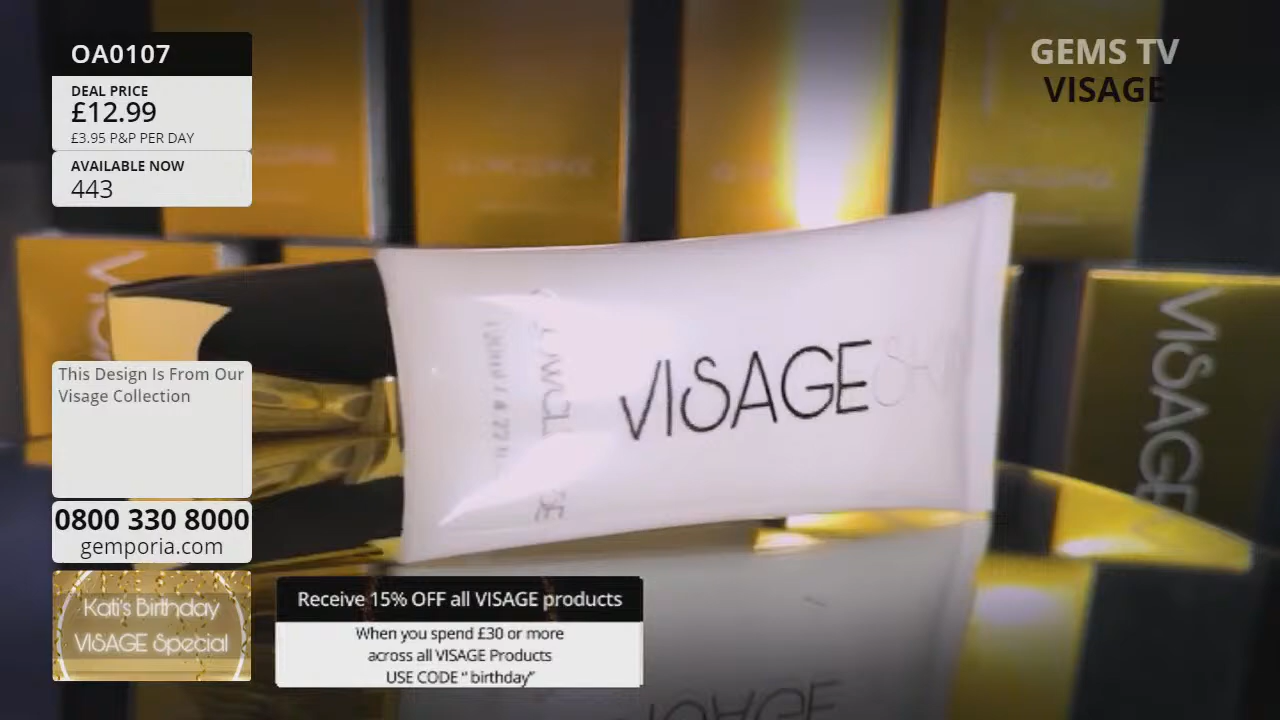 OA0107
DEAL PRICE
£12.99
£3.95 P&P PER DAY
AVAILABLE NOW
443
GEMS TV
VISAGE
This Design Is From Our
Visage Collection
0800 330 8000
gemporia.com
Kati's Birthday
VISAGE Special
Receive 15% OFF all VISAGE products
When you spend £30 or more
across all VISAGE Products
USE CODE “ birthday”
VISAGE
VISAGE